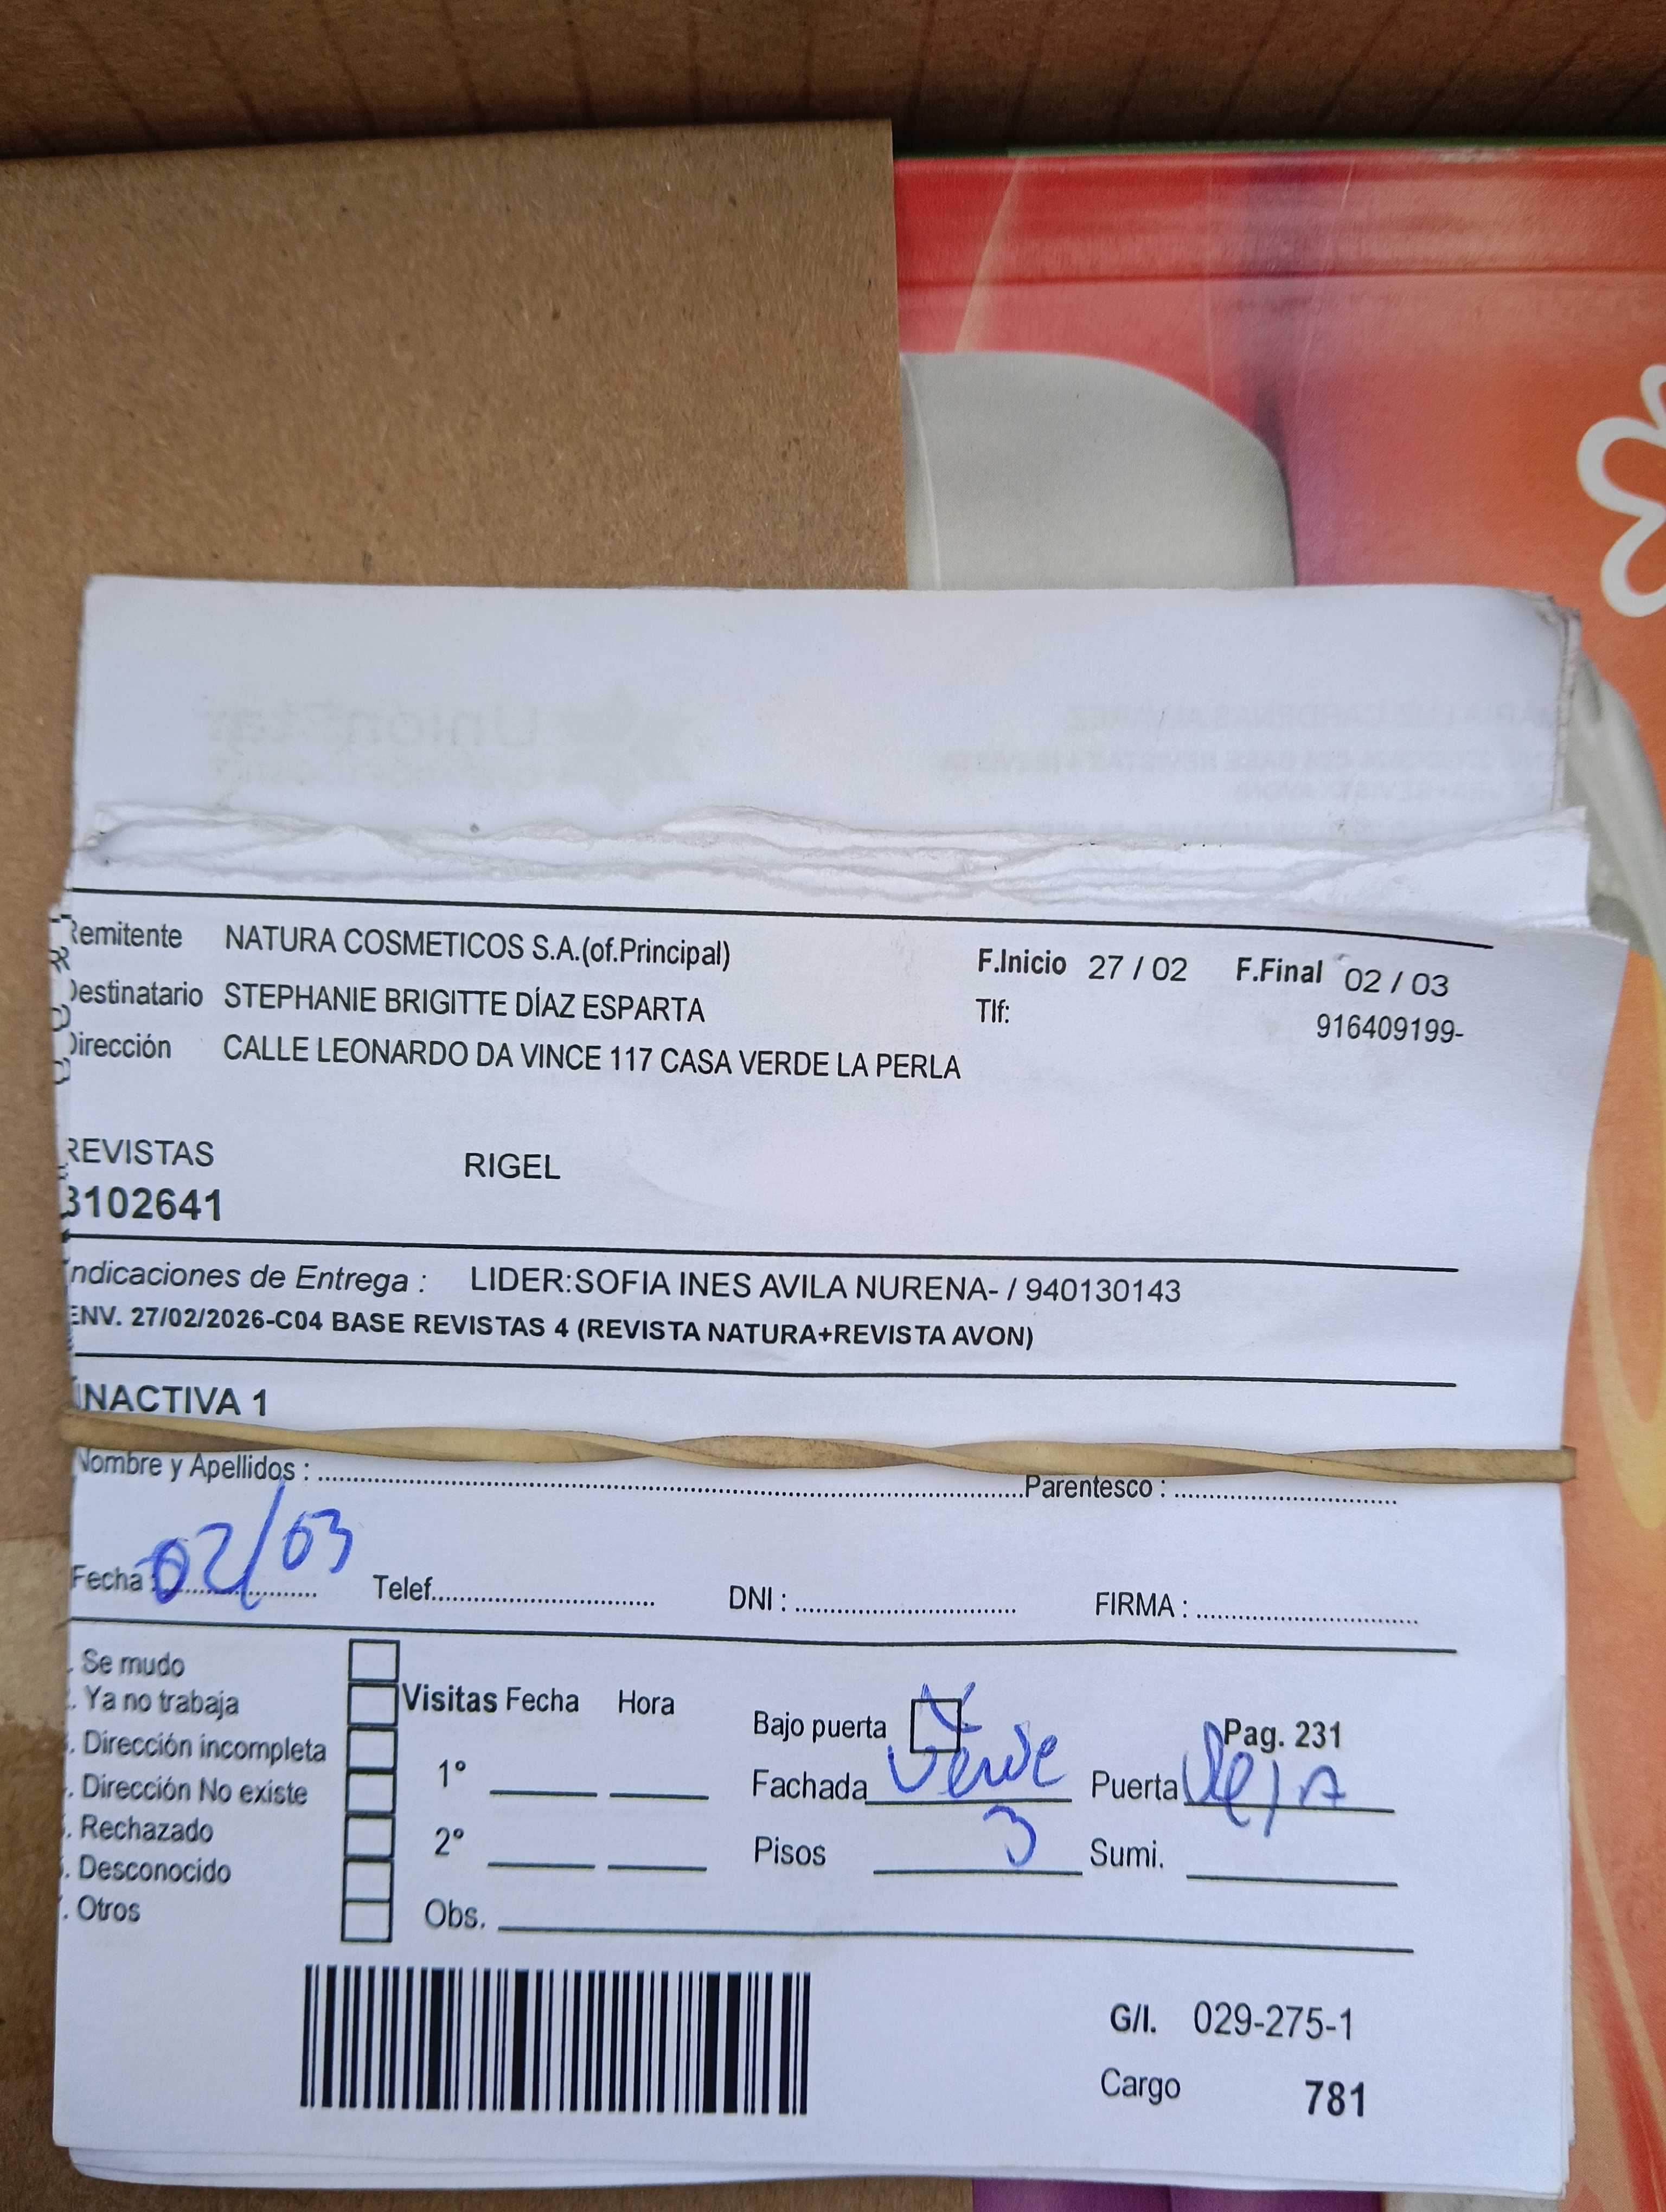 Remitente NATURA COSMETICOS S.A.(of.Principal) F.Inicio 27 / 02 F.Final 02 / 03
Destinatario STEPHANIE BRIGITTE DÍAZ ESPARTA Tlf: 916409199-
Dirección CALLE LEONARDO DA VINCE 117 CASA VERDE LA PERLA
REVISTAS RIGEL
3102641
Indicaciones de Entrega : LIDER:SOFIA INES AVILA NURENA- / 940130143
ENV. 27/02/2026-C04 BASE REVISTAS 4 (REVISTA NATURA+REVISTA AVON)
INACTIVA 1
Nombre y Apellidos : Parentesco :
Fecha : 02/03 Telef. DNI : FIRMA :
. Se mudo
. Ya no trabaja Visitas Fecha Hora Bajo puerta X Pag. 231
. Dirección incompleta 1° Fachada Verde Puerta
. Dirección No existe
. Rechazado 2° Pisos 3 Sumi.
. Desconocido
. Otros Obs.
G/I. 029-275-1
Cargo 781